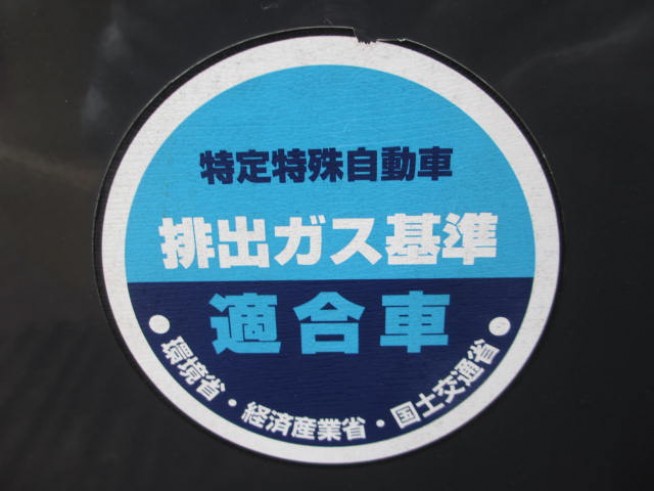 特定特殊自動車
排出ガス基準
適合車
●環境省・経済産業省・国土交通省●